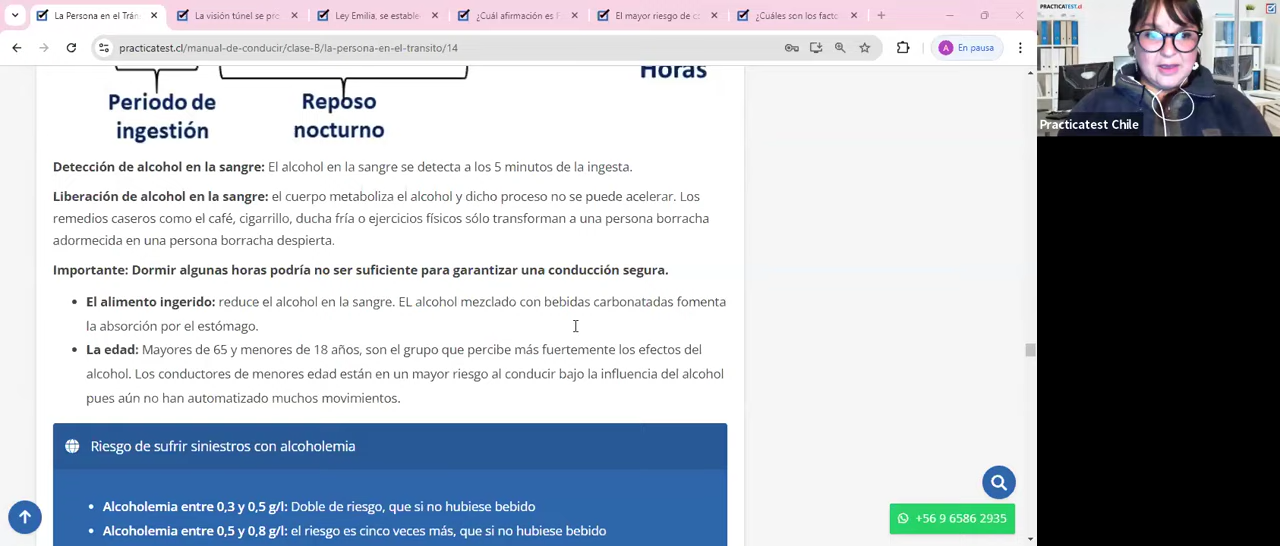 La Persona en el Trán
La visión túnel se pro
Ley Emilia, se estable
¿Cuál afirmación es
El mayor riesgo de co
¿Cuáles son los facto
practicatest.cl/manual-de-conducir/clase-B/la-persona-en-el-transito/14
A En pausa
PRACTICATEST.CL
Practicatest Chile
Horas
Periodo de
ingestión
Reposo
nocturno
Detección de alcohol en la sangre: El alcohol en la sangre se detecta a los 5 minutos de la ingesta.
Liberación de alcohol en la sangre: el cuerpo metaboliza el alcohol y dicho proceso no se puede acelerar. Los
remedios caseros como el café, cigarrillo, ducha fría o ejercicios físicos sólo transforman a una persona borracha
adormecida en una persona borracha despierta.
Importante: Dormir algunas horas podría no ser suficiente para garantizar una conducción segura.
El alimento ingerido: reduce el alcohol en la sangre. EL alcohol mezclado con bebidas carbonatadas fomenta
la absorción por el estómago.
La edad: Mayores de 65 y menores de 18 años, son el grupo que percibe más fuertemente los efectos del
alcohol. Los conductores de menores edad están en un mayor riesgo al conducir bajo la influencia del alcohol
pues aún no han automatizado muchos movimientos.
Riesgo de sufrir siniestros con alcoholemia
Alcoholemia entre 0,3 y 0,5 g/l: Doble de riesgo, que si no hubiese bebido
Alcoholemia entre 0,5 y 0,8 g/l: el riesgo es cinco veces más, que si no hubiese bebido
+56 9 6586 2935